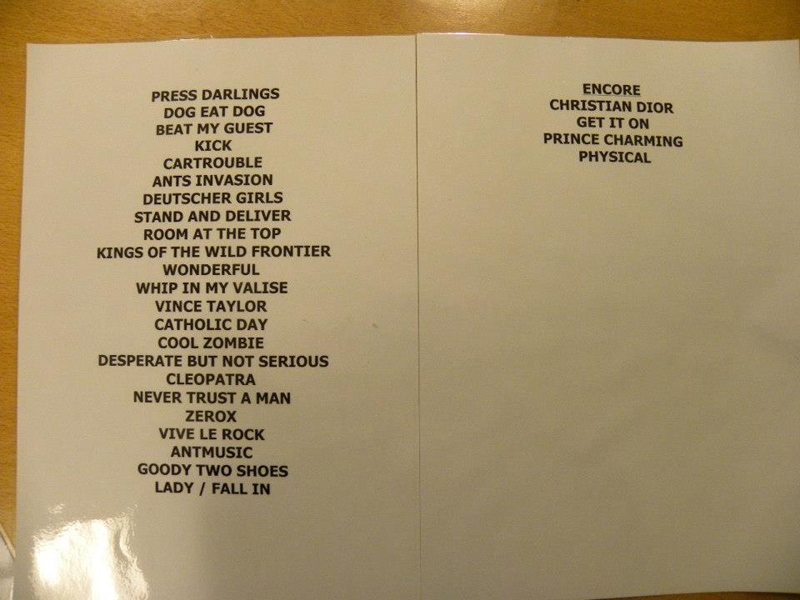 PRESS DARLINGS
DOG EAT DOG
BEAT MY GUEST
KICK
CARTROUBLE
ANTS INVASION
DEUTSCHER GIRLS
STAND AND DELIVER
ROOM AT THE TOP
KINGS OF THE WILD FRONTIER
WONDERFUL
WHIP IN MY VALISE
VINCE TAYLOR
CATHOLIC DAY
COOL ZOMBIE
DESPERATE BUT NOT SERIOUS
CLEOPATRA
NEVER TRUST A MAN
ZEROX
VIVE LE ROCK
ANTMUSIC
GOODY TWO SHOES
LADY / FALL IN
ENCORE
CHRISTIAN DIOR
GET IT ON
PRINCE CHARMING
PHYSICAL